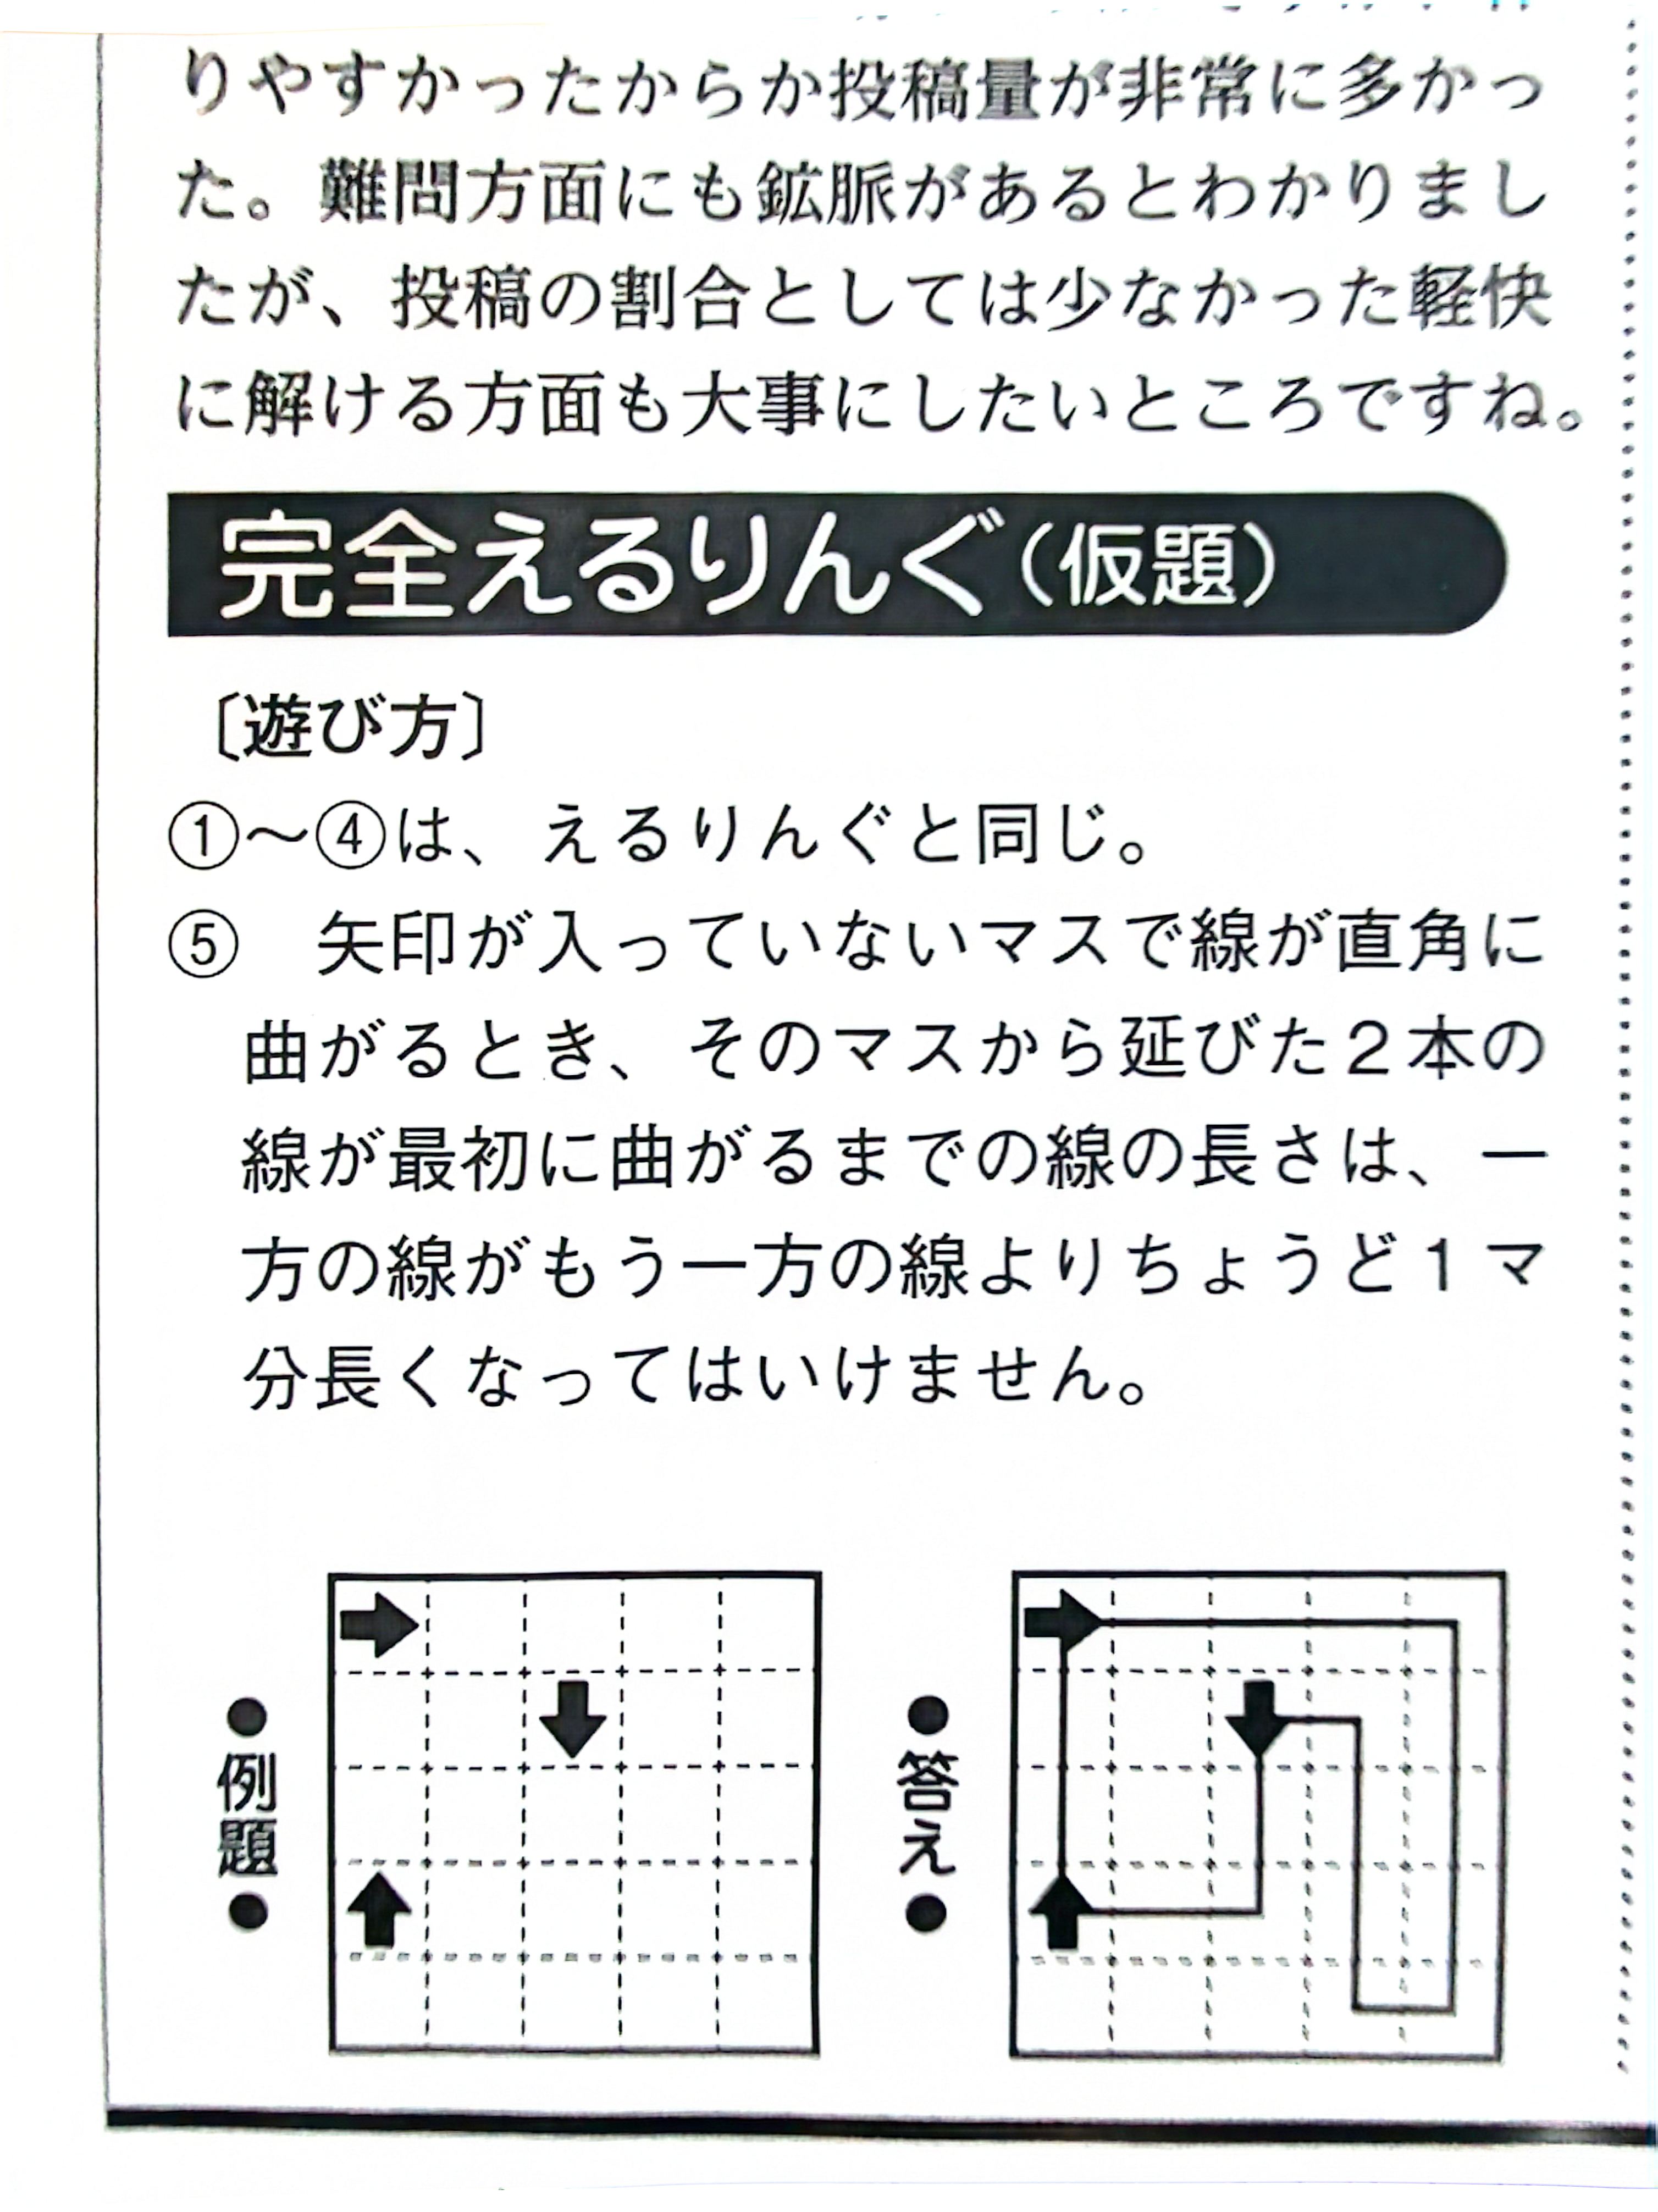 りやすかったからか投稿量が非常に多かっ
た。難問方面にも鉱脈があるとわかりまし
たが、投稿の割合としては少なかった軽快
に解ける方面も大事にしたいところですね。
完全えるりんぐ(仮題)
〔遊び方〕
①～④は、えるりんぐと同じ。
⑤　矢印が入っていないマスで線が直角に
曲がるとき、そのマスから延びた２本の
線が最初に曲がるまでの線の長さは、一
方の線がもう一方の線よりちょうど１マ
分長くなってはいけません。
●例題●
●答え●